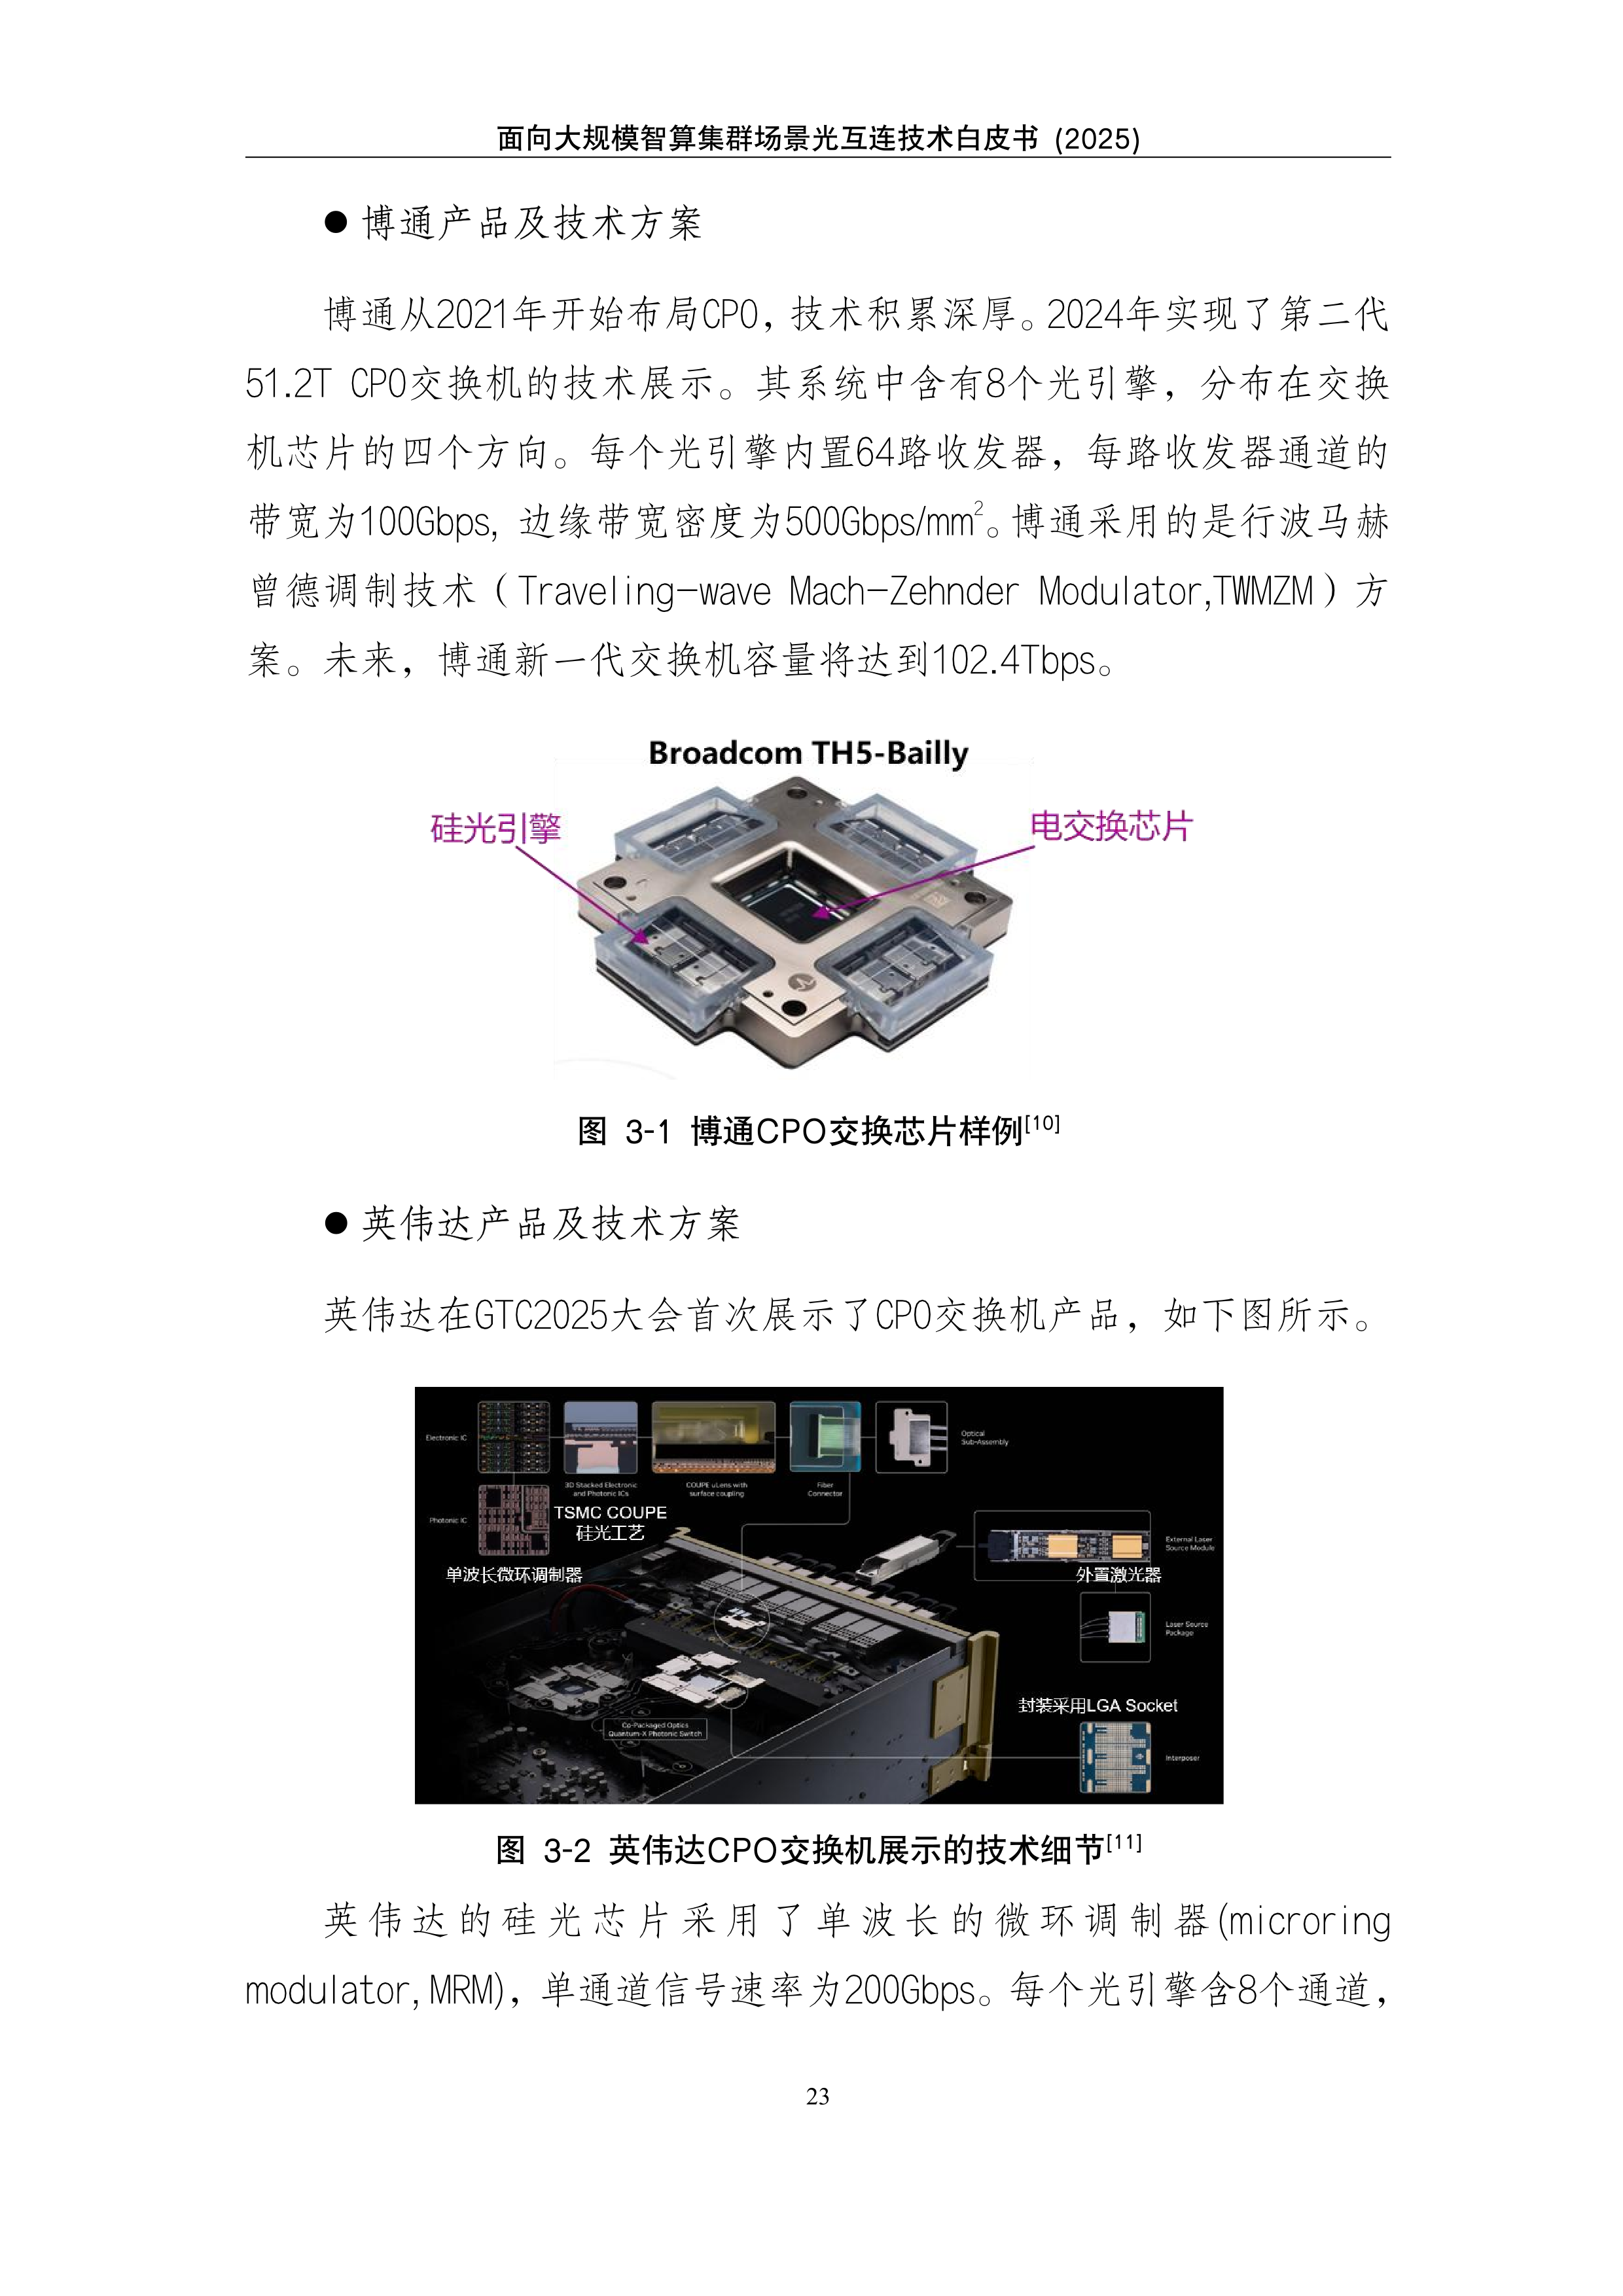 面向大规模智算集群场景光互连技术白皮书 (2025)
● 博通产品及技术方案
博通从2021年开始布局CPO，技术积累深厚。2024年实现了第二代
51.2T CPO交换机的技术展示。其系统中含有8个光引擎，分布在交换
机芯片的四个方向。每个光引擎内置64路收发器，每路收发器通道的
带宽为100Gbps, 边缘带宽密度为500Gbps/mm²。博通采用的是行波马赫
曾德调制技术（Traveling-wave Mach-Zehnder Modulator,TWMZM）方
案。未来，博通新一代交换机容量将达到102.4Tbps。
Broadcom TH5-Bailly
硅光引擎
电交换芯片
图 3-1 博通CPO交换芯片样例[10]
● 英伟达产品及技术方案
英伟达在GTC2025大会首次展示了CPO交换机产品，如下图所示。
Electronic IC
3D Stacked Electronic
and Photonic ICs
COUPE uLens with
surface coupling
Fiber
Connector
Optical
Sub-Assembly
Photonic IC
TSMC COUPE
硅光工艺
单波长微环调制器
External Laser
Source Module
外置激光器
Laser Source
Package
封装采用LGA Socket
Co-Packaged Optics
Quantum-X Photonic Switch
Interposer
图 3-2 英伟达CPO交换机展示的技术细节[11]
英伟达的硅光芯片采用了单波长的微环调制器(microring
modulator, MRM)，单通道信号速率为200Gbps。每个光引擎含8个通道，
23